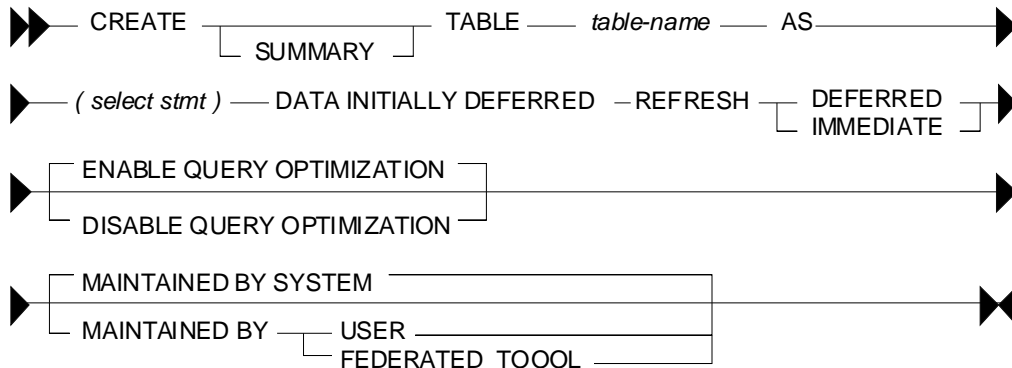 CREATE TABLE table-name AS
SUMMARY
( select stmt ) DATA INITIALLY DEFERRED REFRESH DEFERRED
IMMEDIATE
ENABLE QUERY OPTIMIZATION
DISABLE QUERY OPTIMIZATION
MAINTAINED BY SYSTEM
MAINTAINED BY USER
FEDERATED TOOOL